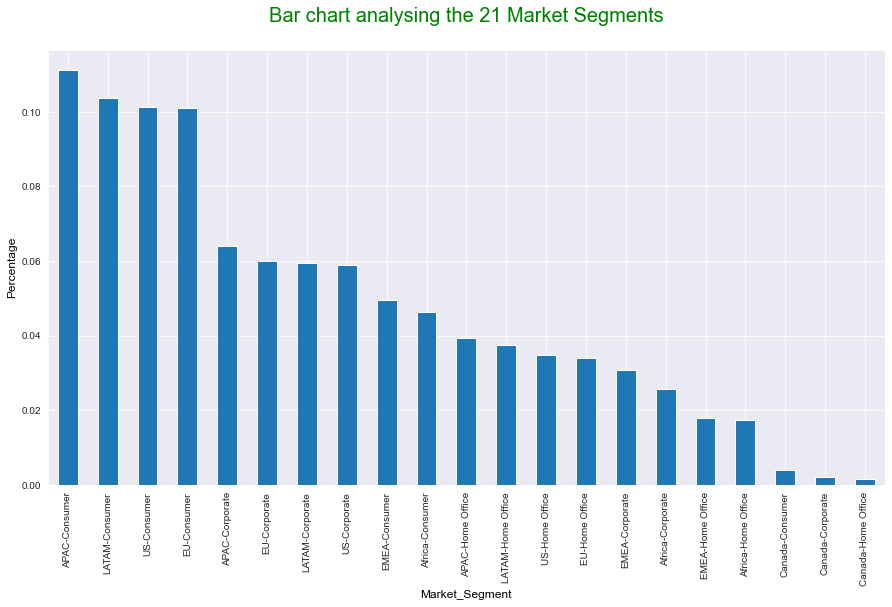 Bar chart analysing the 21 Market Segments
Percentage
0.10
0.08
0.06
0.04
0.02
0.00
APAC-Consumer
LATAM-Consumer
US-Consumer
EU-Consumer
APAC-Corporate
EU-Corporate
LATAM-Corporate
US-Corporate
EMEA-Consumer
Africa-Consumer
APAC-Home Office
LATAM-Home Office
US-Home Office
EU-Home Office
EMEA-Corporate
Africa-Corporate
EMEA-Home Office
Africa-Home Office
Canada-Consumer
Canada-Corporate
Canada-Home Office
Market_Segment